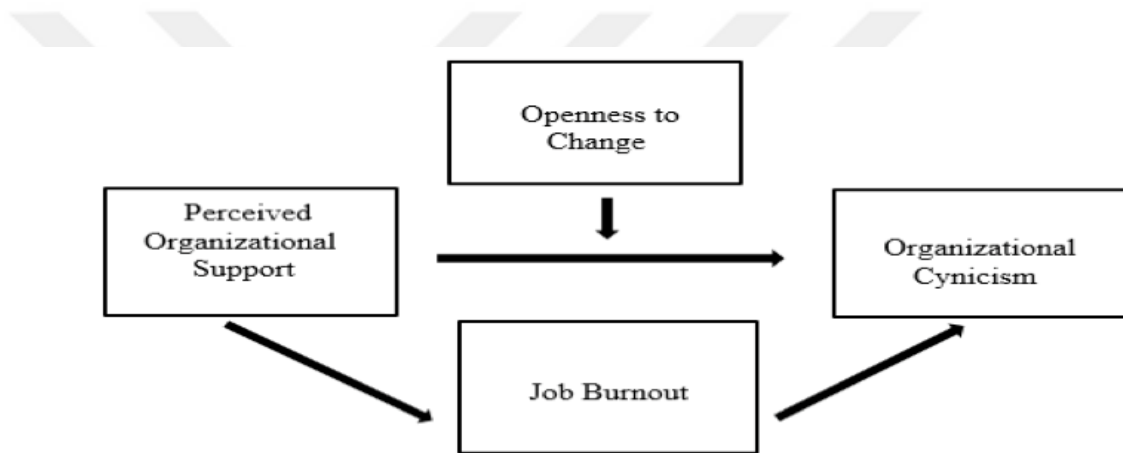 Openness to
Change
Perceived
Organizational
Support
Organizational
Cynicism
Job Burnout